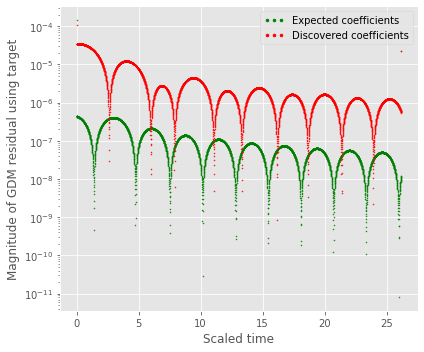 Expected coefficients
Discovered coefficients
Magnitude of GDM residual using target
10⁻⁴
10⁻⁵
10⁻⁶
10⁻⁷
10⁻⁸
10⁻⁹
10⁻¹⁰
10⁻¹¹
0 5 10 15 20 25
Scaled time